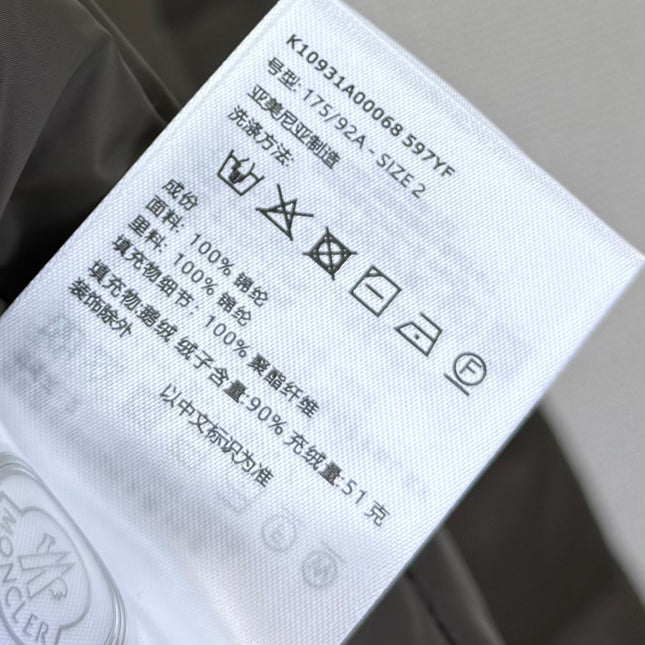 K10931A00068 597YF
号型: 175/92A - SIZE 2
亚美尼亚制造
洗涤方法:
F
成份
面料: 100% 锦纶
里料: 100% 锦纶
填充物细节: 100% 聚酯纤维
填充物:鹅绒 绒子含量:90% 充绒量:51 克
装饰除外
以中文标识为准
MONCLER